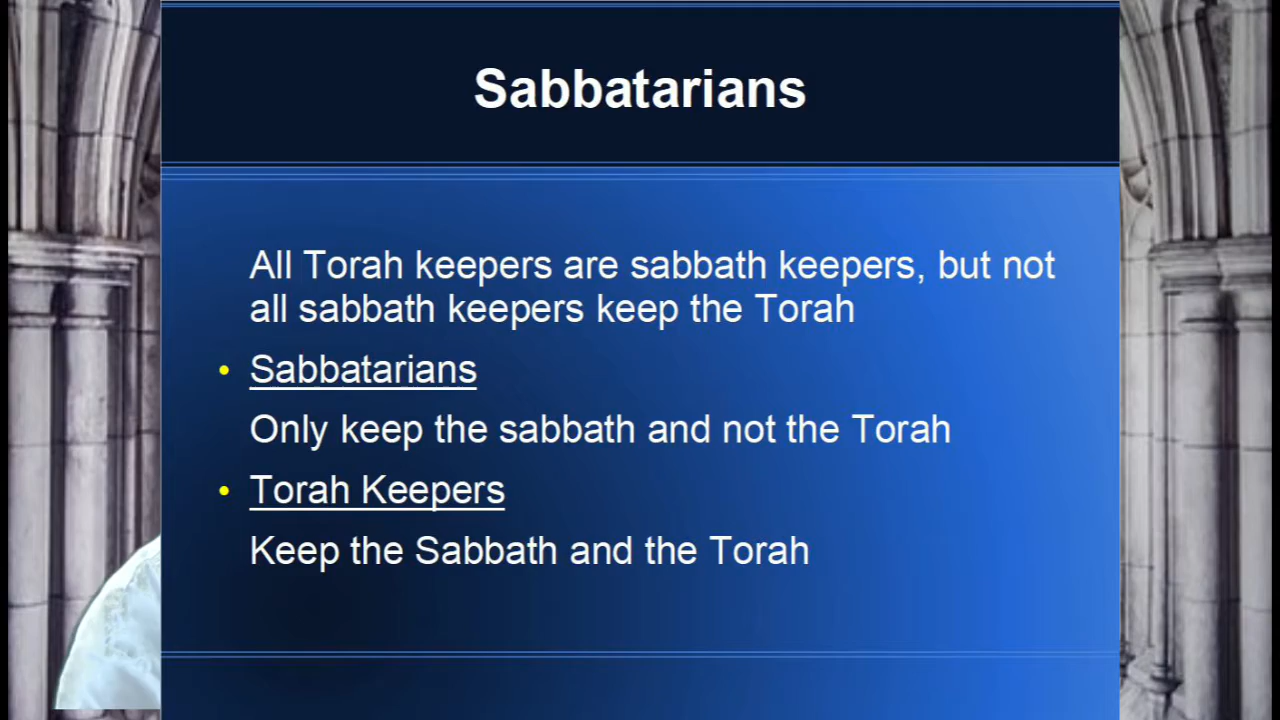 Sabbatarians
All Torah keepers are sabbath keepers, but not
all sabbath keepers keep the Torah
• Sabbatarians
Only keep the sabbath and not the Torah
• Torah Keepers
Keep the Sabbath and the Torah